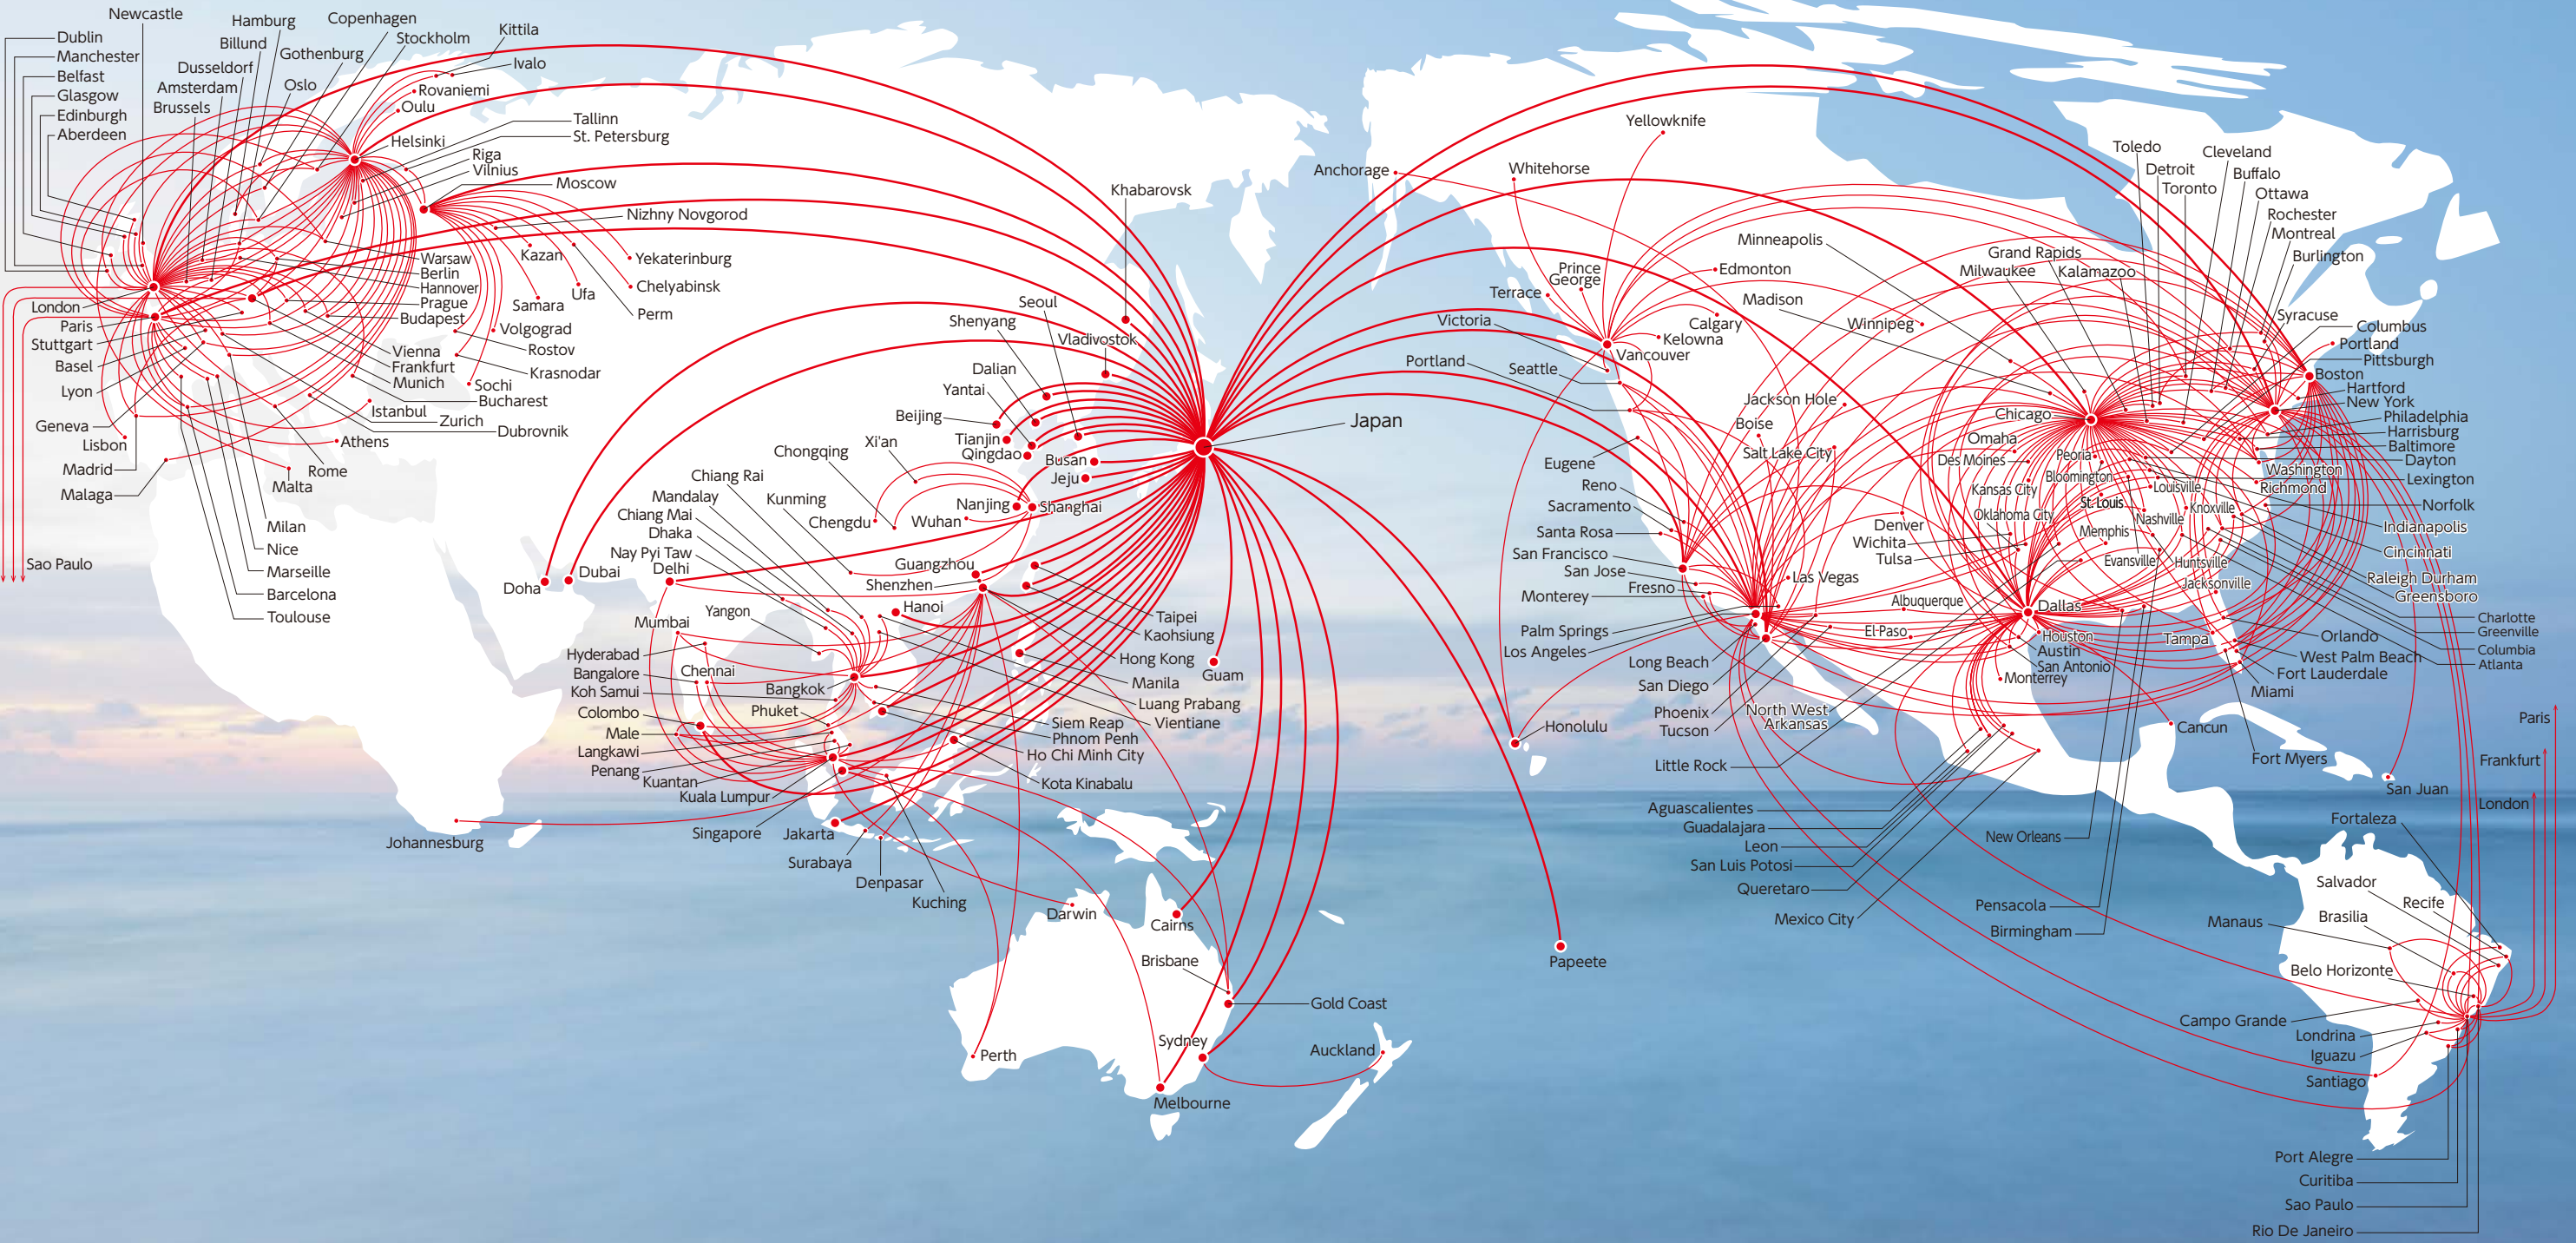 Newcastle
Hamburg
Copenhagen
Dublin
Billund
Stockholm
Kittila
Manchester
Gothenburg
Ivalo
Belfast
Dusseldorf
Glasgow
Amsterdam
Oslo
Rovaniemi
Edinburgh
Brussels
Oulu
Aberdeen
Helsinki
Tallinn
St. Petersburg
Riga
Vilnius
Moscow
Nizhny Novgorod
Kazan
Yekaterinburg
Ufa
Chelyabinsk
Samara
Perm
Warsaw
Berlin
Hannover
Prague
Budapest
Volgograd
Rostov
Krasnodar
Vienna
Frankfurt
Munich
Sochi
Bucharest
Istanbul
Zurich
Dubrovnik
Athens
London
Paris
Stuttgart
Basel
Lyon
Geneva
Lisbon
Madrid
Malaga
Rome
Malta
Milan
Nice
Marseille
Barcelona
Toulouse
Sao Paulo
Johannesburg
Doha
Dubai
Khabarovsk
Seoul
Shenyang
Vladivostok
Dalian
Yantai
Beijing
Tianjin
Qingdao
Busan
Jeju
Xi'an
Chongqing
Nanjing
Shanghai
Chengdu
Wuhan
Chiang Rai
Mandalay
Kunming
Chiang Mai
Dhaka
Nay Pyi Taw
Delhi
Guangzhou
Shenzhen
Hanoi
Yangon
Mumbai
Hyderabad
Bangalore
Chennai
Koh Samui
Bangkok
Colombo
Phuket
Male
Langkawi
Penang
Kuantan
Kuala Lumpur
Singapore
Jakarta
Surabaya
Denpasar
Kuching
Taipei
Kaohsiung
Hong Kong
Guam
Manila
Luang Prabang
Vientiane
Siem Reap
Phnom Penh
Ho Chi Minh City
Kota Kinabalu
Japan
Darwin
Cairns
Brisbane
Gold Coast
Sydney
Perth
Melbourne
Auckland
Papeete
Honolulu
Anchorage
Whitehorse
Yellowknife
Prince
George
Terrace
Edmonton
Victoria
Calgary
Kelowna
Winnipeg
Vancouver
Portland
Seattle
Minneapolis
Madison
Grand Rapids
Milwaukee
Kalamazoo
Toledo
Detroit
Toronto
Cleveland
Buffalo
Ottawa
Rochester
Montreal
Burlington
Syracuse
Columbus
Portland
Pittsburgh
Boston
Hartford
New York
Philadelphia
Harrisburg
Baltimore
Dayton
Washington
Lexington
Richmond
Norfolk
Indianapolis
Cincinnati
Raleigh Durham
Greensboro
Charlotte
Greenville
Columbia
Atlanta
Jackson Hole
Boise
Salt Lake City
Eugene
Reno
Sacramento
Santa Rosa
San Francisco
San Jose
Fresno
Monterey
Las Vegas
Palm Springs
Los Angeles
Long Beach
San Diego
Phoenix
Tucson
North West
Arkansas
Little Rock
Chicago
Omaha
Des Moines
Peoria
Bloomington
Kansas City
Louisville
St. Louis
Knoxville
Oklahoma City
Nashville
Denver
Memphis
Wichita
Tulsa
Evansville
Huntsville
Jacksonville
Albuquerque
Dallas
El-Paso
Houston
Austin
San Antonio
Monterrey
Tampa
Orlando
West Palm Beach
Fort Lauderdale
Miami
Cancun
Fort Myers
San Juan
Aguascalientes
Guadalajara
Leon
San Luis Potosi
Queretaro
Mexico City
New Orleans
Pensacola
Birmingham
Paris
Frankfurt
London
Fortaleza
Salvador
Recife
Brasilia
Manaus
Belo Horizonte
Campo Grande
Londrina
Iguazu
Santiago
Port Alegre
Curitiba
Sao Paulo
Rio De Janeiro